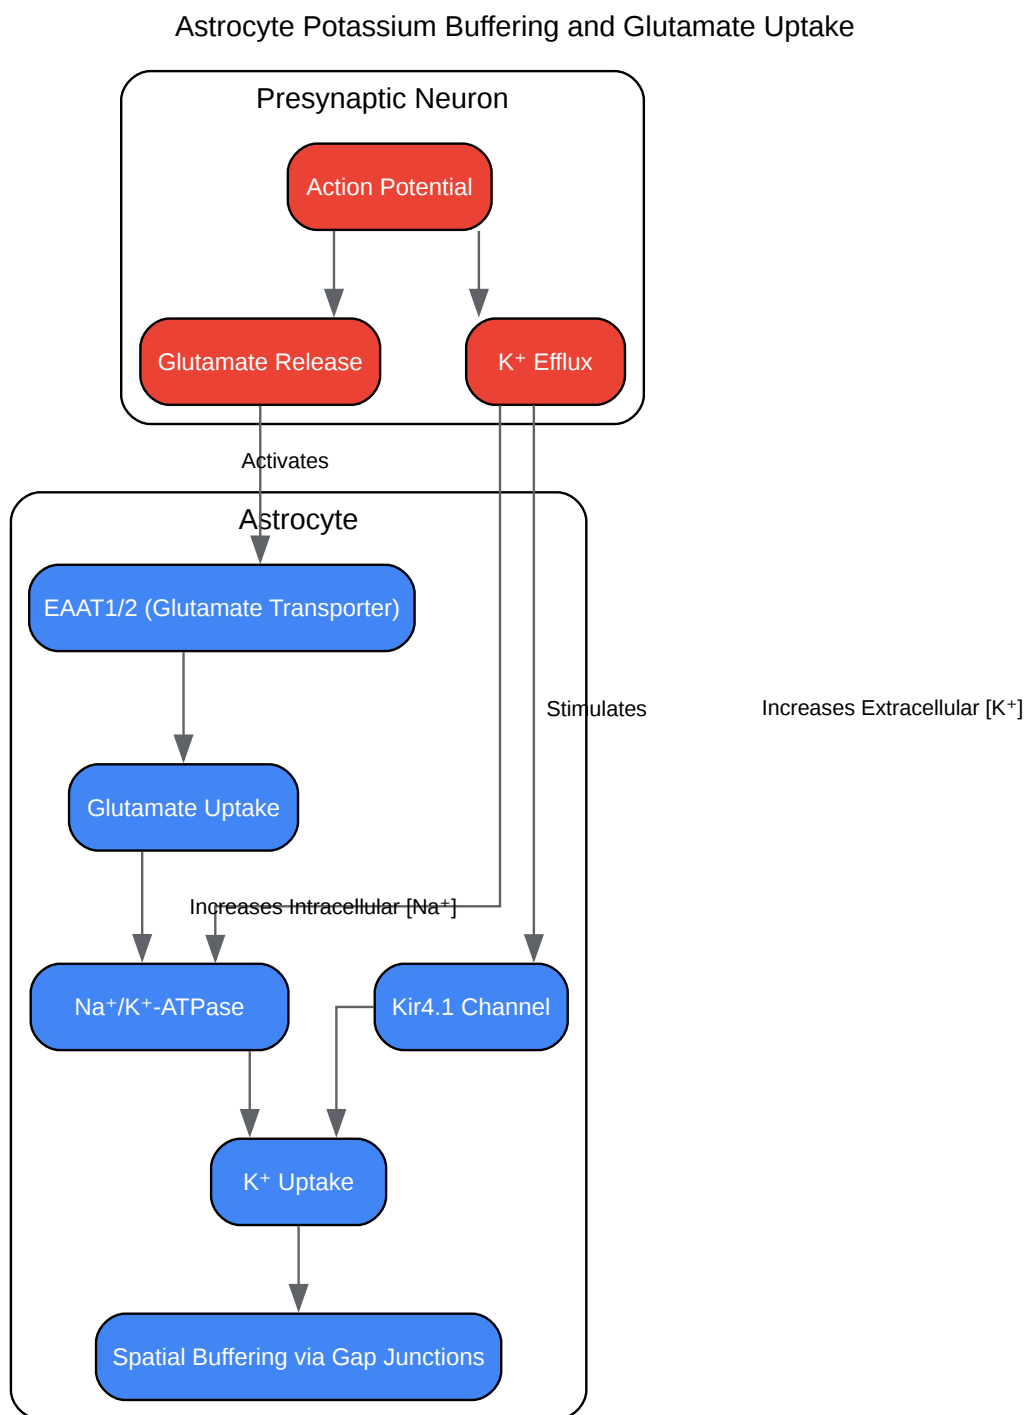 Astrocyte Potassium Buffering and Glutamate Uptake
Presynaptic Neuron
Action Potential
Glutamate Release
K⁺ Efflux
Activates
Astrocyte
EAAT1/2 (Glutamate Transporter)
Stimulates
Increases Extracellular [K⁺]
Glutamate Uptake
Increases Intracellular [Na⁺]
Na⁺/K⁺-ATPase
Kir4.1 Channel
K⁺ Uptake
Spatial Buffering via Gap Junctions